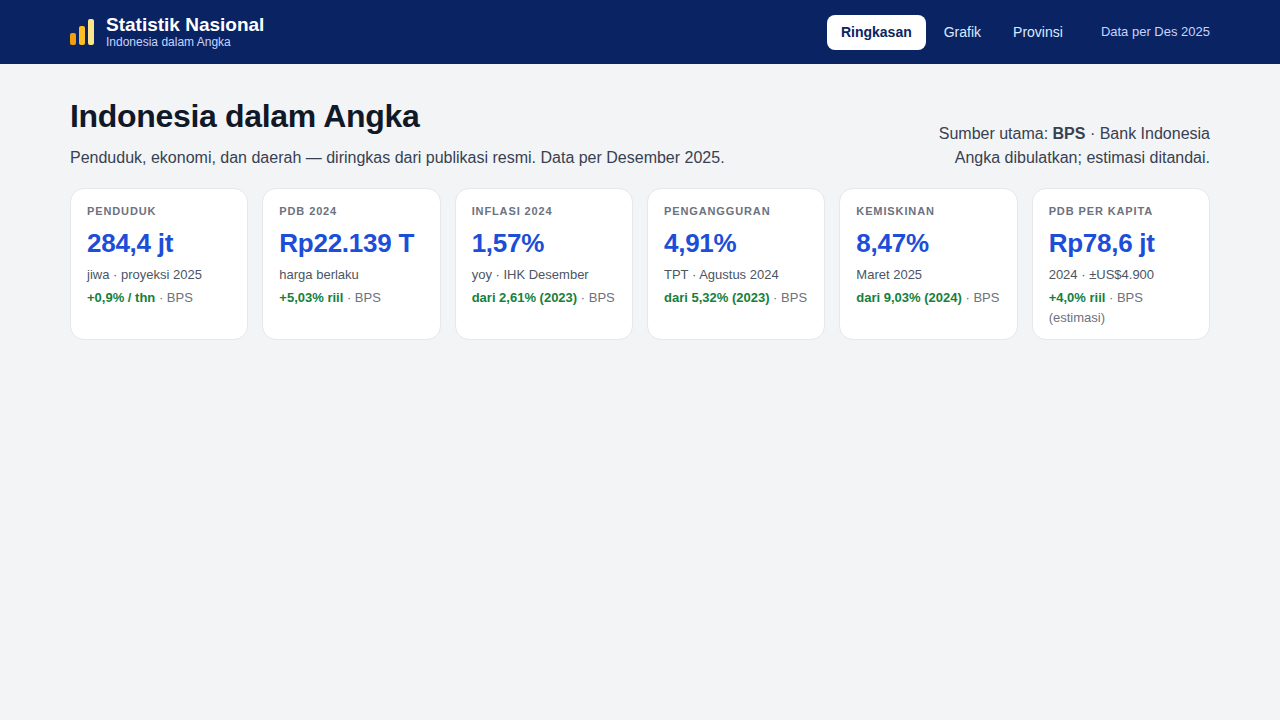 Statistik Nasional
Indonesia dalam Angka
Ringkasan
Grafik
Provinsi
Data per Des 2025
Indonesia dalam Angka
Penduduk, ekonomi, dan daerah — diringkas dari publikasi resmi. Data per Desember 2025.
Sumber utama: BPS · Bank Indonesia
Angka dibulatkan; estimasi ditandai.
PENDUDUK
284,4 jt
jiwa · proyeksi 2025
+0,9% / thn · BPS
PDB 2024
Rp22.139 T
harga berlaku
+5,03% riil · BPS
INFLASI 2024
1,57%
yoy · IHK Desember
dari 2,61% (2023) · BPS
PENGANGGURAN
4,91%
TPT · Agustus 2024
dari 5,32% (2023) · BPS
KEMISKINAN
8,47%
Maret 2025
dari 9,03% (2024) · BPS
PDB PER KAPITA
Rp78,6 jt
2024 · ±US$4.900
+4,0% riil · BPS
(estimasi)